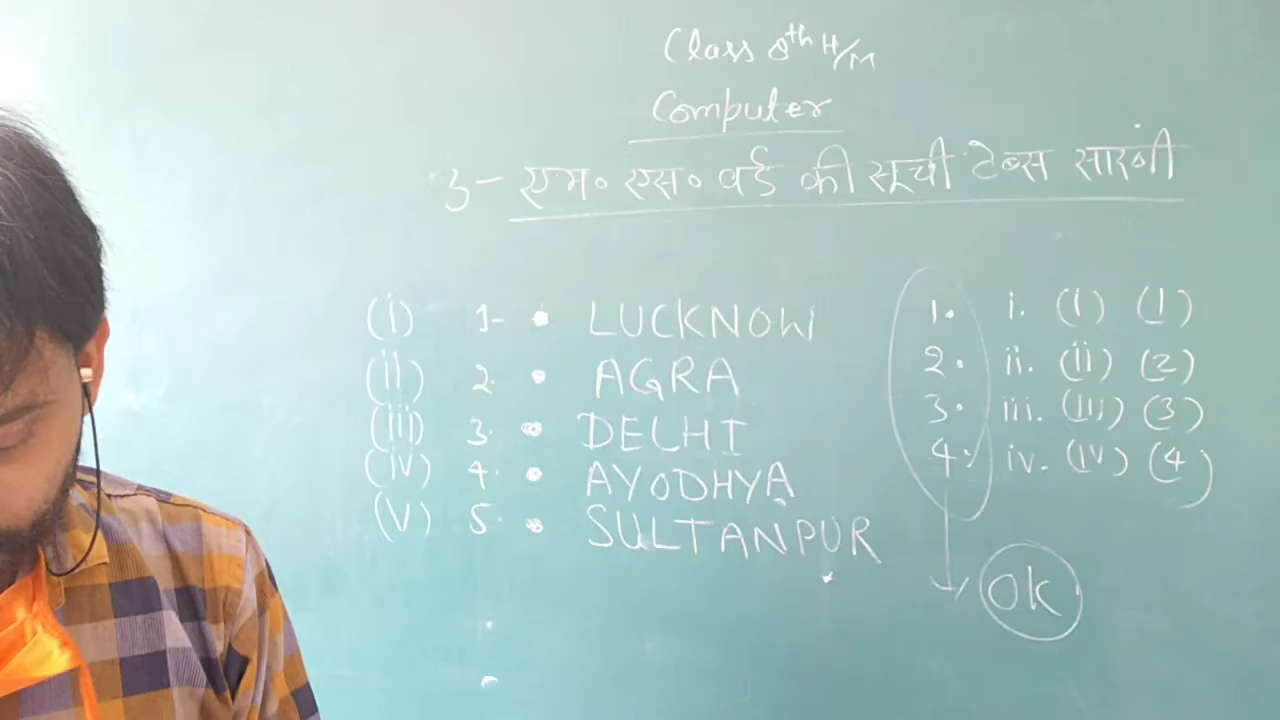 Class 8th H/M
Computer
3- एम० एस० वर्ड की सूची टेब्स सारणी
(i) 1- • LUCKNOW
(ii) 2. • AGRA
(iii) 3. • DELHI
(iv) 4. • AYODHYA
(V) 5. • SULTANPUR
1. i. (i) (1)
2. ii. (ii) (2)
3. iii. (iii) (3)
4. iv. (iv) (4)
OK